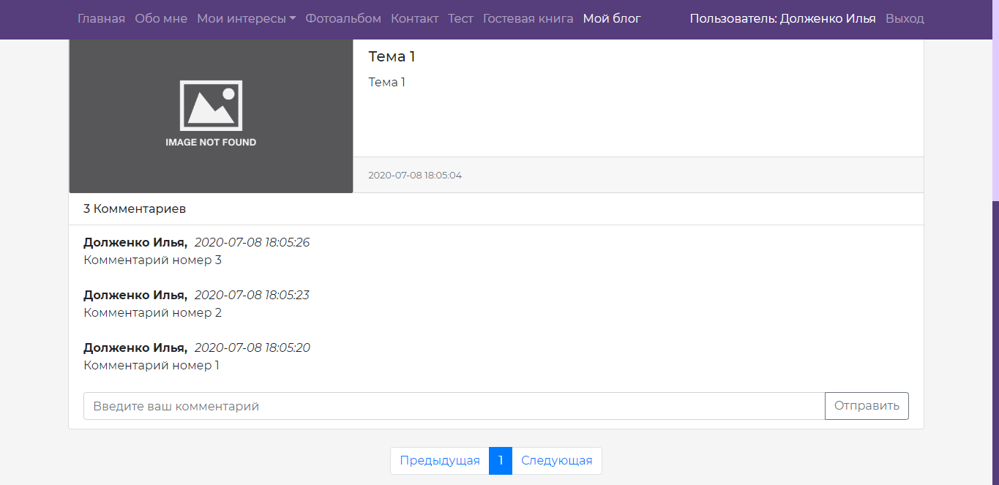 Главная Обо мне Мои интересы Фотоальбом Контакт Тест Гостевая книга Мой блог Пользователь: Долженко Илья Выход
IMAGE NOT FOUND
Тема 1
Тема 1
2020-07-08 18:05:04
3 Комментариев
Долженко Илья, 2020-07-08 18:05:26
Комментарий номер 3
Долженко Илья, 2020-07-08 18:05:23
Комментарий номер 2
Долженко Илья, 2020-07-08 18:05:20
Комментарий номер 1
Введите ваш комментарий Отправить
Предыдущая 1 Следующая